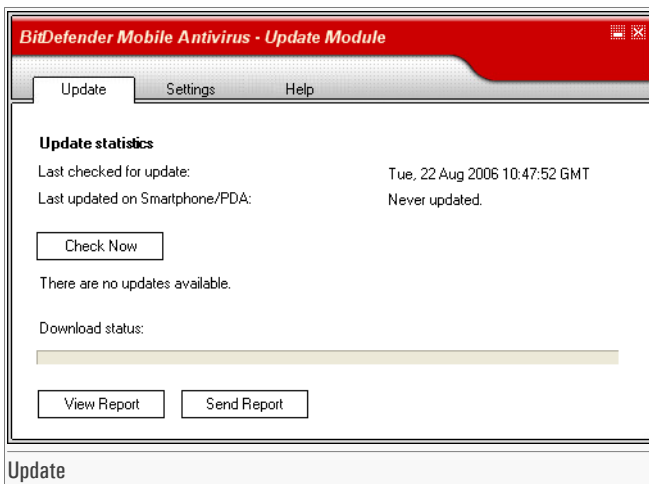 BitDefender Mobile Antivirus - Update Module
Update Settings Help
Update statistics
Last checked for update: Tue, 22 Aug 2006 10:47:52 GMT
Last updated on Smartphone/PDA: Never updated.
Check Now
There are no updates available.
Download status:
View Report Send Report
Update